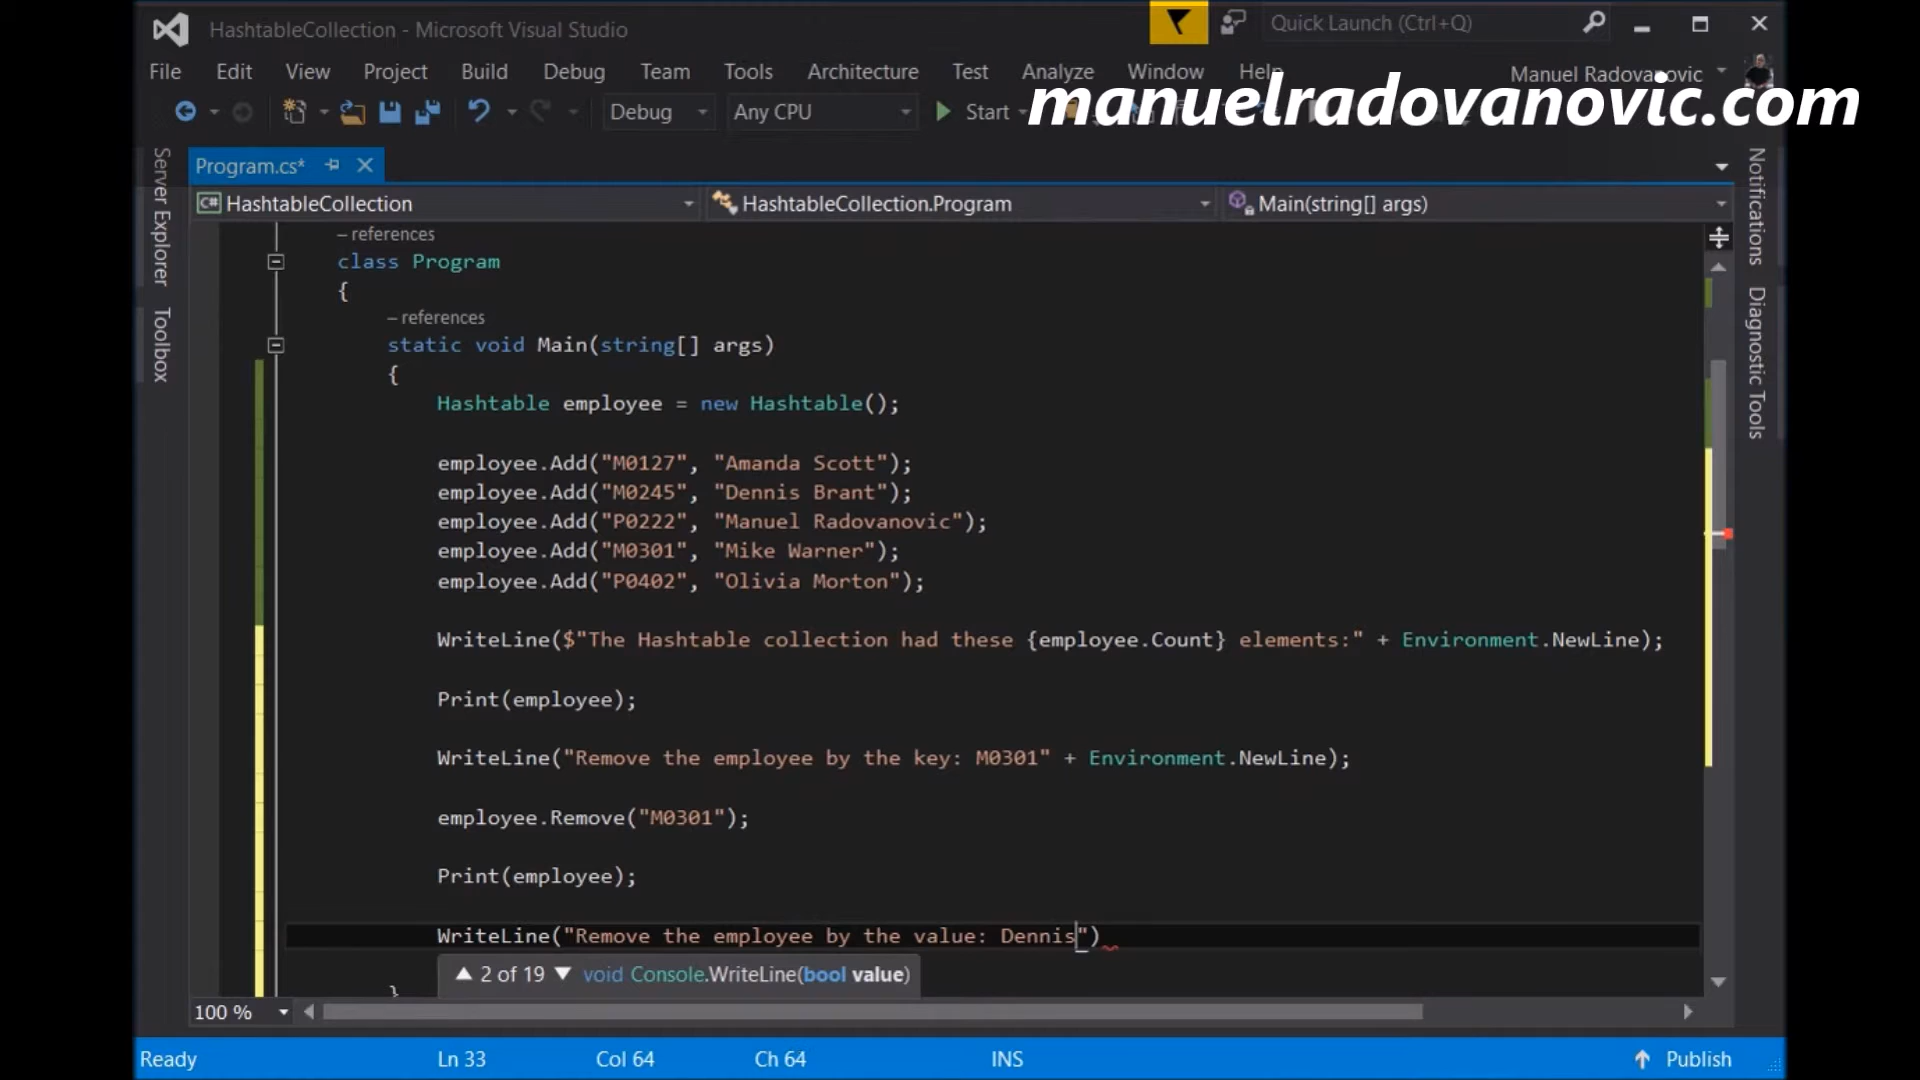 HashtableCollection - Microsoft Visual Studio
Quick Launch (Ctrl+Q)
File Edit View Project Build Debug Team Tools Architecture Test Analyze Window Help
Manuel Radovanovic
manuelradovanovic.com
Debug Any CPU Start
Program.cs*
Server Explorer
Toolbox
Notifications
Diagnostic Tools
C# HashtableCollection HashtableCollection.Program Main(string[] args)
– references
class Program
{
– references
static void Main(string[] args)
{
Hashtable employee = new Hashtable();
employee.Add("M0127", "Amanda Scott");
employee.Add("M0245", "Dennis Brant");
employee.Add("P0222", "Manuel Radovanovic");
employee.Add("M0301", "Mike Warner");
employee.Add("P0402", "Olivia Morton");
WriteLine($"The Hashtable collection had these {employee.Count} elements:" + Environment.NewLine);
Print(employee);
WriteLine("Remove the employee by the key: M0301" + Environment.NewLine);
employee.Remove("M0301");
Print(employee);
WriteLine("Remove the employee by the value: Dennis")
▲ 2 of 19 ▼ void Console.WriteLine(bool value)
}
100 %
Ready Ln 33 Col 64 Ch 64 INS Publish